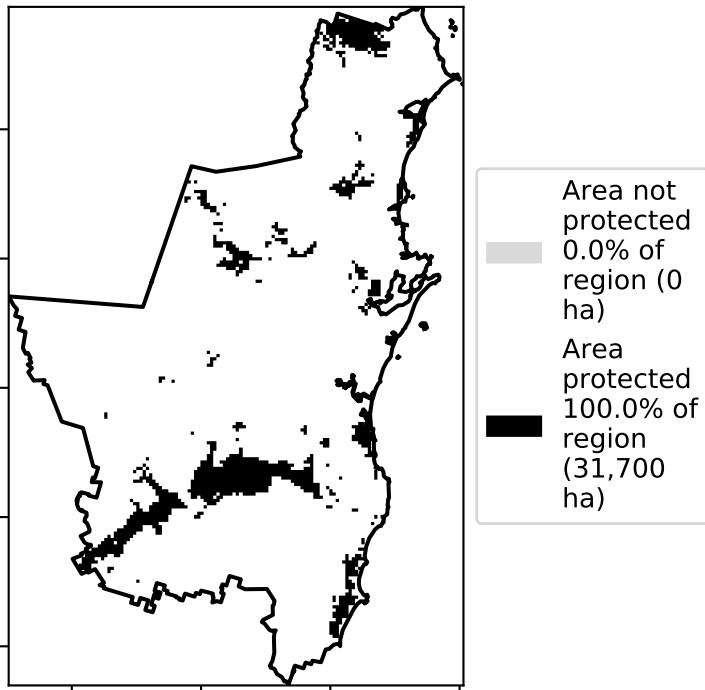 Area not
protected
0.0% of
region (0
ha)
Area
protected
100.0% of
region
(31,700
ha)